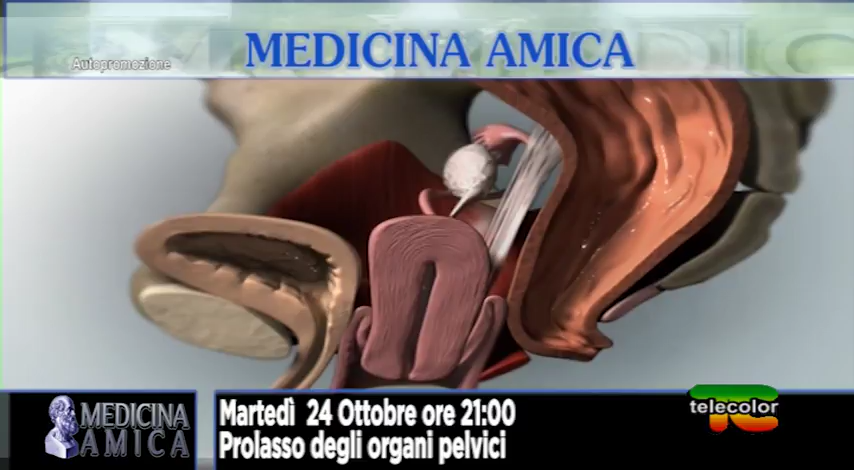 MEDICINA AMICA
Autopromozione
MEDICINA
AMICA
Martedì 24 Ottobre ore 21:00
Prolasso degli organi pelvici
telecolor